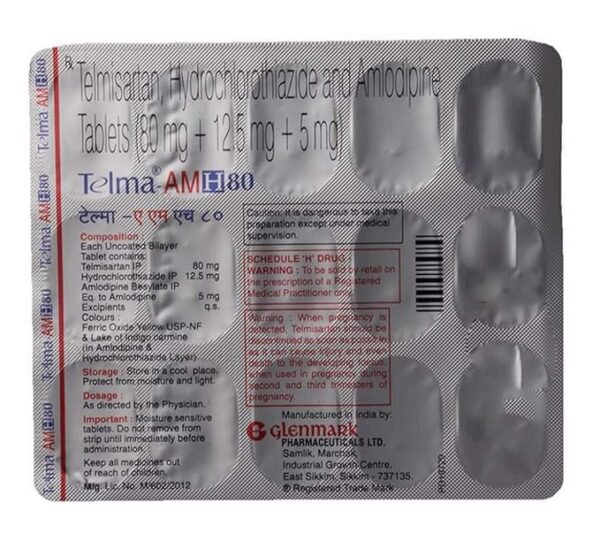 Rx
Telmisartan, Hydrochlorothiazide and Amlodipine
Tablets (80 mg + 12.5 mg + 5 mg)
Telma® AMH80
टेल्मा -ए एम एच ८०
Composition :
Each Uncoated Bilayer
Tablet contains:
Telmisartan IP 80 mg
Hydrochlorothiazide IP 12.5 mg
Amlodipine Besylate IP
Eq. to Amlodipine 5 mg
Excipients q.s.
Colours :
Ferric Oxide Yellow USP-NF
& Lake of Indigo carmine
(in Amlodipine &
Hydrochlorothiazide Layer)
Storage : Store in a cool place.
Protect from moisture and light.
Dosage :
As directed by the Physician.
Important : Moisture sensitive
tablets. Do not remove from
strip until immediately before
administration.
Keep all medicines out
of reach of children.
Mfg. Lic. No. M/602/2012
Caution: It is dangerous to take this
preparation except under medical
supervision.
SCHEDULE 'H' DRUG
WARNING : To be sold by retail on
the prescription of a Registered
Medical Practitioner only.
Warning : When pregnancy is
detected, Telmisartan should be
discontinued as soon as possible
as it can cause injury and even
death to the developing foetus,
when used in pregnancy during
second and third trimesters of
pregnancy.
Manufactured in India by:
G glenmark
PHARMACEUTICALS LTD.
Samlik, Marchak,
Industrial Growth Centre,
East Sikkim, Sikkim - 737135.
® Registered Trade Mark
Telma AMH80
Telma AMH80
Telma AMH80
Telma AMH80
Telma AMH80